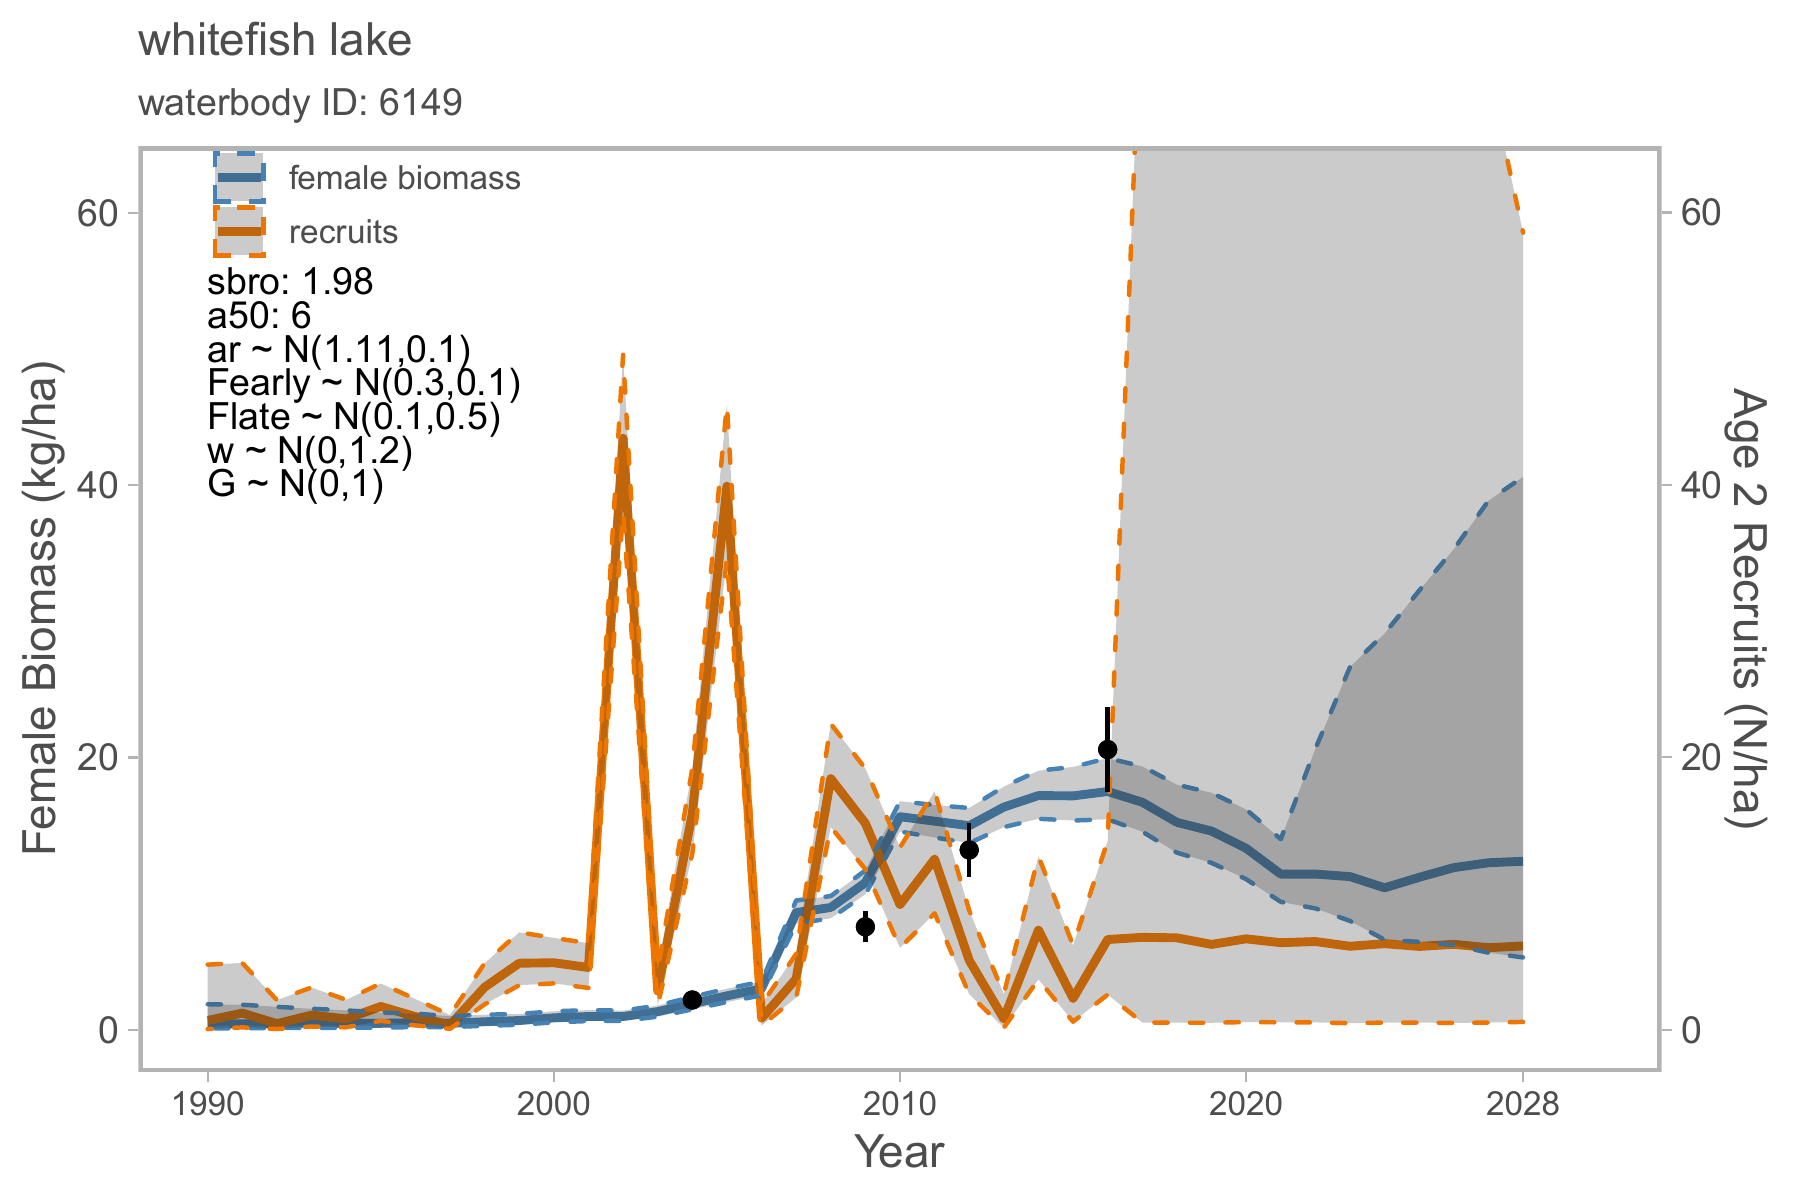 whitefish lake
waterbody ID: 6149
female biomass
recruits
sbro: 1.98
a50: 6
ar ~ N(1.11,0.1)
Fearly ~ N(0.3,0.1)
Flate ~ N(0.1,0.5)
w ~ N(0,1.2)
G ~ N(0,1)
Female Biomass (kg/ha)
60
40
20
0
60
40
20
0
Age 2 Recruits (N/ha)
1990 2000 2010 2020 2028
Year